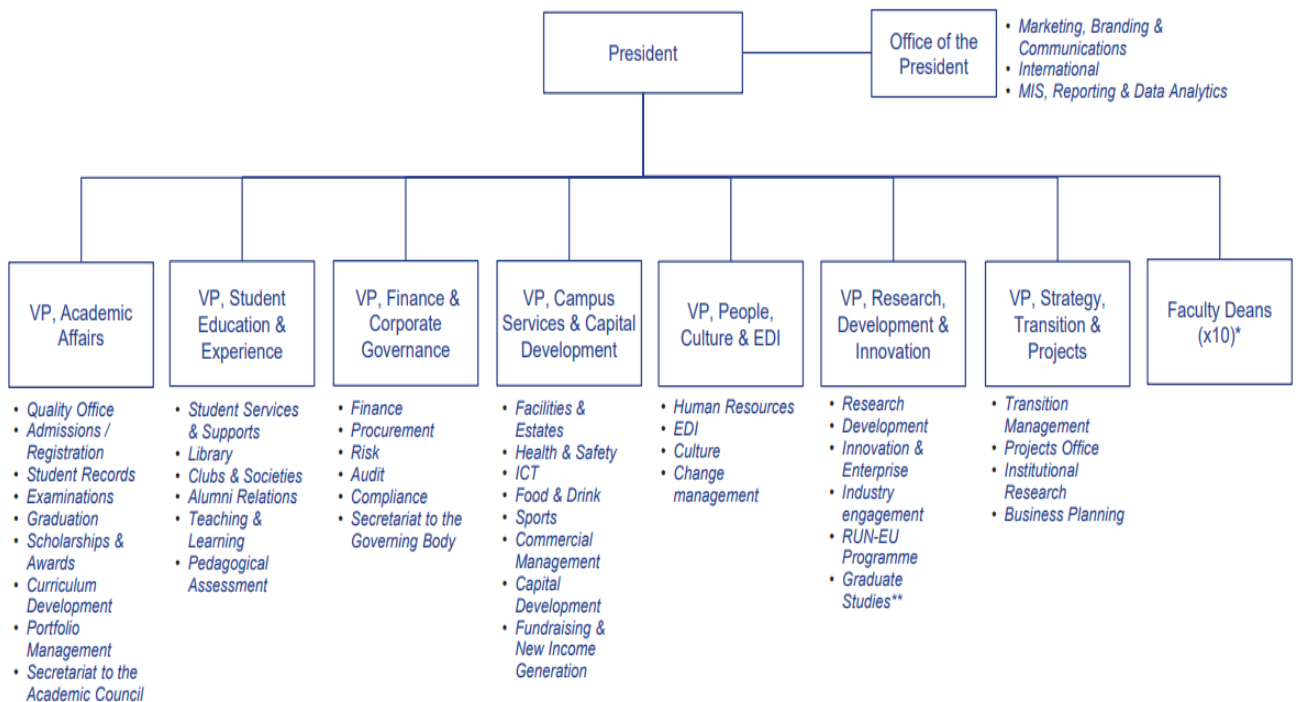 President
Office of the
President
• Marketing, Branding &
Communications
• International
• MIS, Reporting & Data Analytics
VP, Academic
Affairs
• Quality Office
• Admissions /
Registration
• Student Records
• Examinations
• Graduation
• Scholarships &
Awards
• Curriculum
Development
• Portfolio
Management
• Secretariat to the
Academic Council
VP, Student
Education &
Experience
• Student Services
& Supports
• Library
• Clubs & Societies
• Alumni Relations
• Teaching &
Learning
• Pedagogical
Assessment
VP, Finance &
Corporate
Governance
• Finance
• Procurement
• Risk
• Audit
• Compliance
• Secretariat to the
Governing Body
VP, Campus
Services & Capital
Development
• Facilities &
Estates
• Health & Safety
• ICT
• Food & Drink
• Sports
• Commercial
Management
• Capital
Development
• Fundraising &
New Income
Generation
VP, People,
Culture & EDI
• Human Resources
• EDI
• Culture
• Change
management
VP, Research,
Development &
Innovation
• Research
• Development
• Innovation &
Enterprise
• Industry
engagement
• RUN-EU
Programme
• Graduate
Studies**
VP, Strategy,
Transition &
Projects
• Transition
Management
• Projects Office
• Institutional
Research
• Business Planning
Faculty Deans
(x10)*